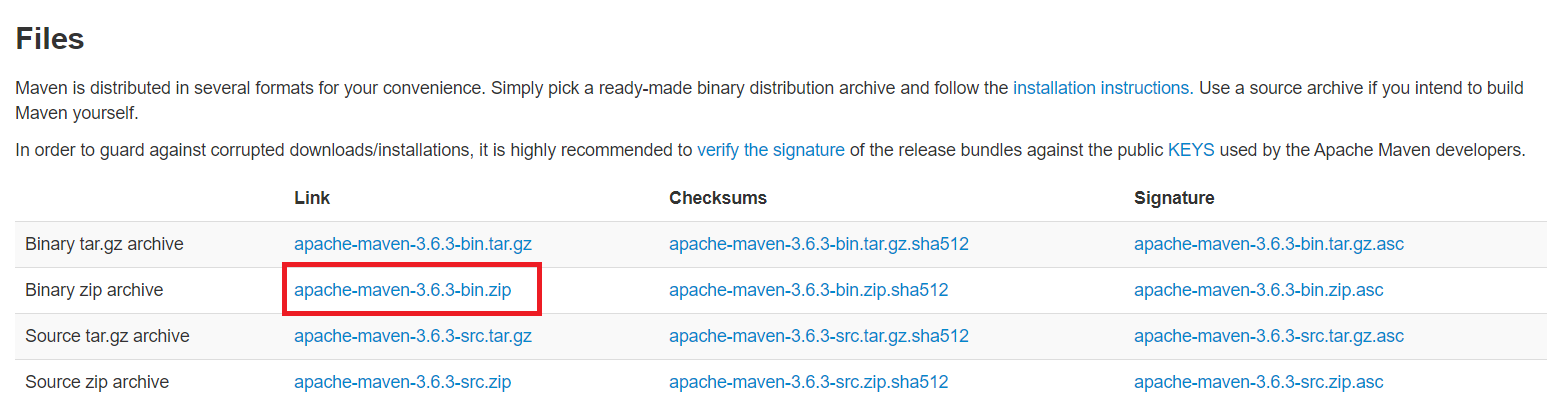 Files
Maven is distributed in several formats for your convenience. Simply pick a ready-made binary distribution archive and follow the installation instructions. Use a source archive if you intend to build
Maven yourself.
In order to guard against corrupted downloads/installations, it is highly recommended to verify the signature of the release bundles against the public KEYS used by the Apache Maven developers.
Link Checksums Signature
Binary tar.gz archive apache-maven-3.6.3-bin.tar.gz apache-maven-3.6.3-bin.tar.gz.sha512 apache-maven-3.6.3-bin.tar.gz.asc
Binary zip archive apache-maven-3.6.3-bin.zip apache-maven-3.6.3-bin.zip.sha512 apache-maven-3.6.3-bin.zip.asc
Source tar.gz archive apache-maven-3.6.3-src.tar.gz apache-maven-3.6.3-src.tar.gz.sha512 apache-maven-3.6.3-src.tar.gz.asc
Source zip archive apache-maven-3.6.3-src.zip apache-maven-3.6.3-src.zip.sha512 apache-maven-3.6.3-src.zip.asc